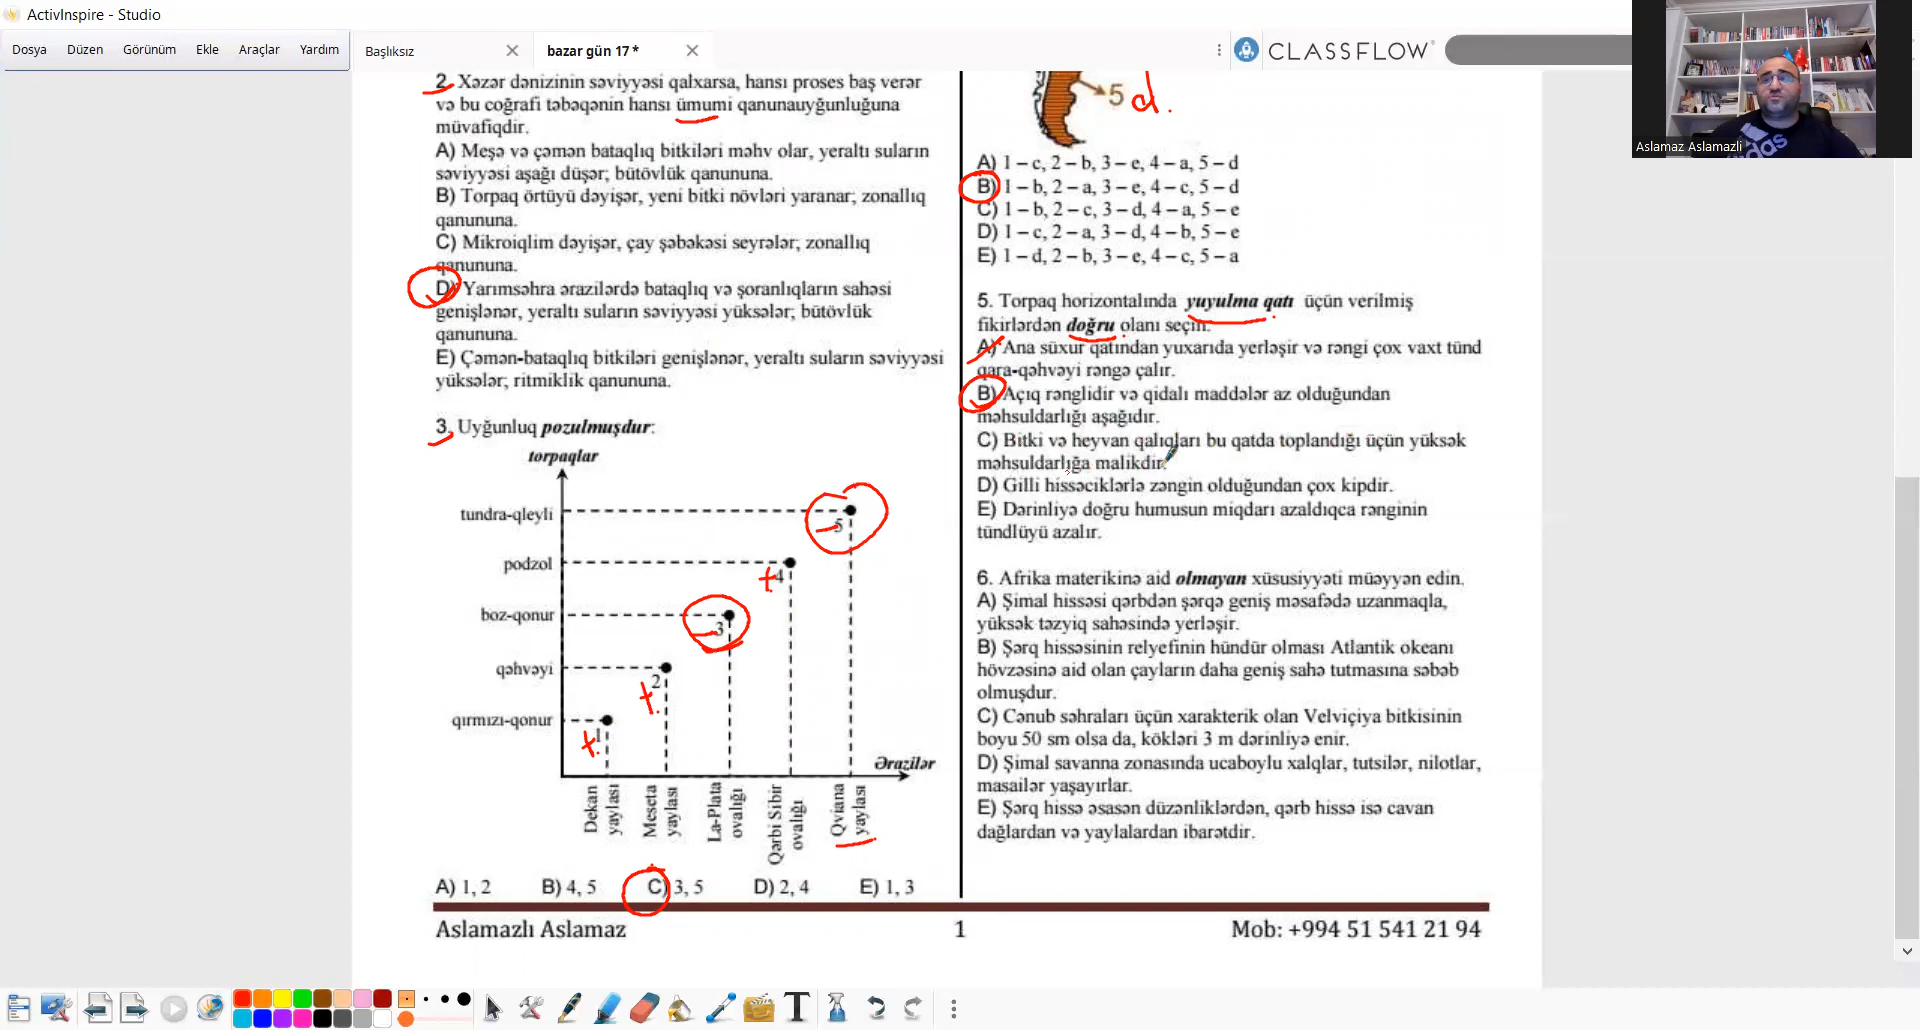 ActivInspire - Studio
Dosya Düzen Görünüm Ekle Araçlar Yardım
Başlıksız
bazar gün 17 *
CLASSFLOW
Aslamaz Aslamazli
2. Xəzər dənizinin səviyyəsi qalxarsa, hansı proses baş verər
və bu coğrafi təbəqənin hansı ümumi qanunauyğunluğuna
müvafiqdir.
A) Meşə və çəmən bataqlıq bitkiləri məhv olar, yeraltı suların
səviyyəsi aşağı düşər; bütövlük qanununa.
B) Torpaq örtüyü dəyişər, yeni bitki növləri yaranar; zonallıq
qanununa.
C) Mikroiqlim dəyişər, çay şəbəkəsi seyrələr; zonallıq
qanununa.
D) Yarımsəhra ərazilərdə bataqlıq və şoranlıqların sahəsi
genişlənər, yeraltı suların səviyyəsi yüksələr; bütövlük
qanununa.
E) Çəmən-bataqlıq bitkiləri genişlənər, yeraltı suların səviyyəsi
yüksələr; ritmiklik qanununa.
3. Uyğunluq pozulmuşdur:
torpaqlar
tundra-qleyli
podzol
boz-qonur
qəhvəyi
qırmızı-qonur
5
4
3
2
1
Ərazilər
Dekan yaylası
Meseta yaylası
La-Plata ovalığı
Qərbi Sibir ovalığı
Qviana yaylası
A) 1, 2 B) 4, 5 C) 3, 5 D) 2, 4 E) 1, 3
5 d.
A) 1 – c, 2 – b, 3 – e, 4 – a, 5 – d
B) 1 – b, 2 – a, 3 – e, 4 – c, 5 – d
C) 1 – b, 2 – c, 3 – d, 4 – a, 5 – e
D) 1 – c, 2 – a, 3 – d, 4 – b, 5 – e
E) 1 – d, 2 – b, 3 – e, 4 – c, 5 – a
5. Torpaq horizontalında yuyulma qatı üçün verilmiş
fikirlərdən doğru olanı seçin.
A) Ana süxur qatından yuxarıda yerləşir və rəngi çox vaxt tünd
qara-qəhvəyi rəngə çalır.
B) Açıq rənglidir və qidalı maddələr az olduğundan
məhsuldarlığı aşağıdır.
C) Bitki və heyvan qalıqları bu qatda toplandığı üçün yüksək
məhsuldarlığa malikdir.
D) Gilli hissəciklərlə zəngin olduğundan çox kipdir.
E) Dərinliyə doğru humusun miqdarı azaldıqca rənginin
tündlüyü azalır.
6. Afrika materikinə aid olmayan xüsusiyyəti müəyyən edin.
A) Şimal hissəsi qərbdən şərqə geniş məsafədə uzanmaqla,
yüksək təzyiq sahəsində yerləşir.
B) Şərq hissəsinin relyefinin hündür olması Atlantik okeanı
hövzəsinə aid olan çayların daha geniş sahə tutmasına səbəb
olmuşdur.
C) Cənub səhraları üçün xarakterik olan Velviçiya bitkisinin
boyu 50 sm olsa da, kökləri 3 m dərinliyə enir.
D) Şimal savanna zonasında ucaboylu xalqlar, tutsilər, nilotlar,
masailər yaşayırlar.
E) Şərq hissə əsasən düzənliklərdən, qərb hissə isə cavan
dağlardan və yaylalardan ibarətdir.
Aslamazlı Aslamaz 1 Mob: +994 51 541 21 94